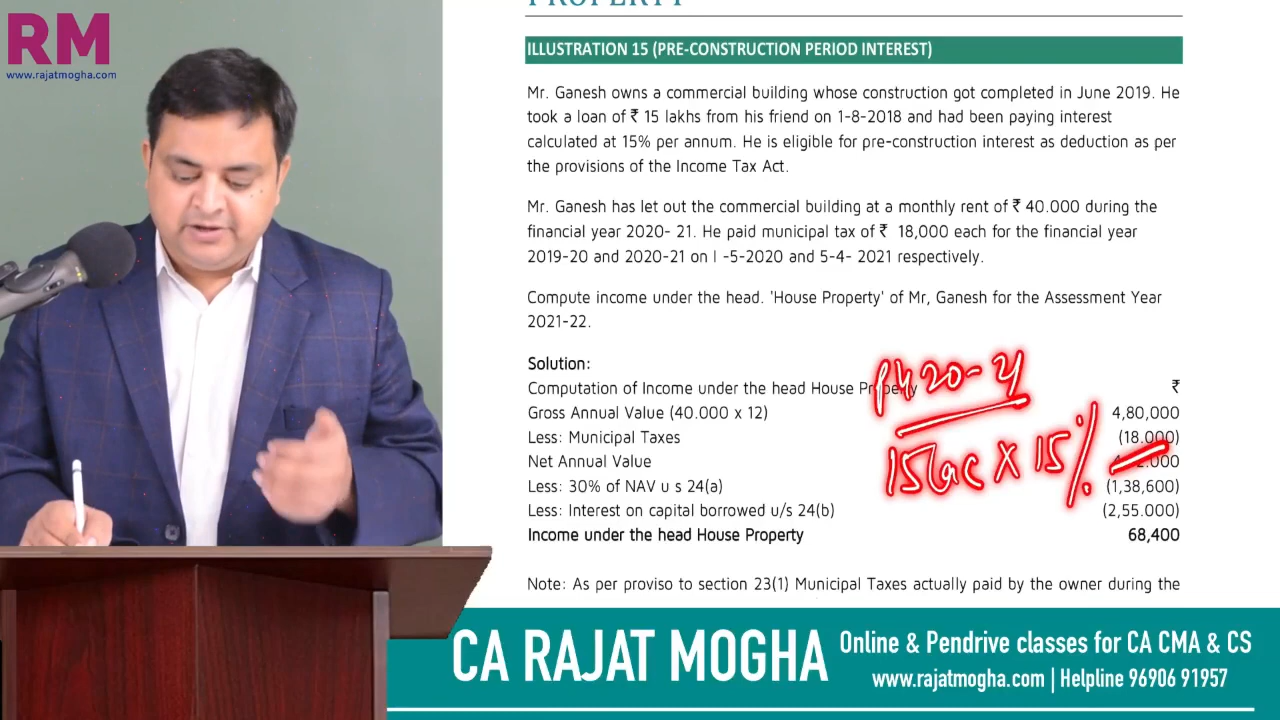 RM
www.rajatmogha.com
PROPERTY
ILLUSTRATION 15 (PRE-CONSTRUCTION PERIOD INTEREST)
Mr. Ganesh owns a commercial building whose construction got completed in June 2019. He
took a loan of ₹ 15 lakhs from his friend on 1-8-2018 and had been paying interest
calculated at 15% per annum. He is eligible for pre-construction interest as deduction as per
the provisions of the Income Tax Act.
Mr. Ganesh has let out the commercial building at a monthly rent of ₹ 40.000 during the
financial year 2020- 21. He paid municipal tax of ₹ 18,000 each for the financial year
2019-20 and 2020-21 on I -5-2020 and 5-4- 2021 respectively.
Compute income under the head. 'House Property' of Mr, Ganesh for the Assessment Year
2021-22.
Solution:
Computation of Income under the head House Property ₹
Gross Annual Value (40.000 x 12) 4,80,000
Less: Municipal Taxes (18.000)
Net Annual Value
Less: 30% of NAV u s 24(a) (1,38,600)
Less: Interest on capital borrowed u/s 24(b) (2,55.000)
Income under the head House Property 68,400
20-21
15Lac X 15%
Note: As per proviso to section 23(1) Municipal Taxes actually paid by the owner during the
CA RAJAT MOGHA
Online & Pendrive classes for CA CMA & CS
www.rajatmogha.com | Helpline 96906 91957